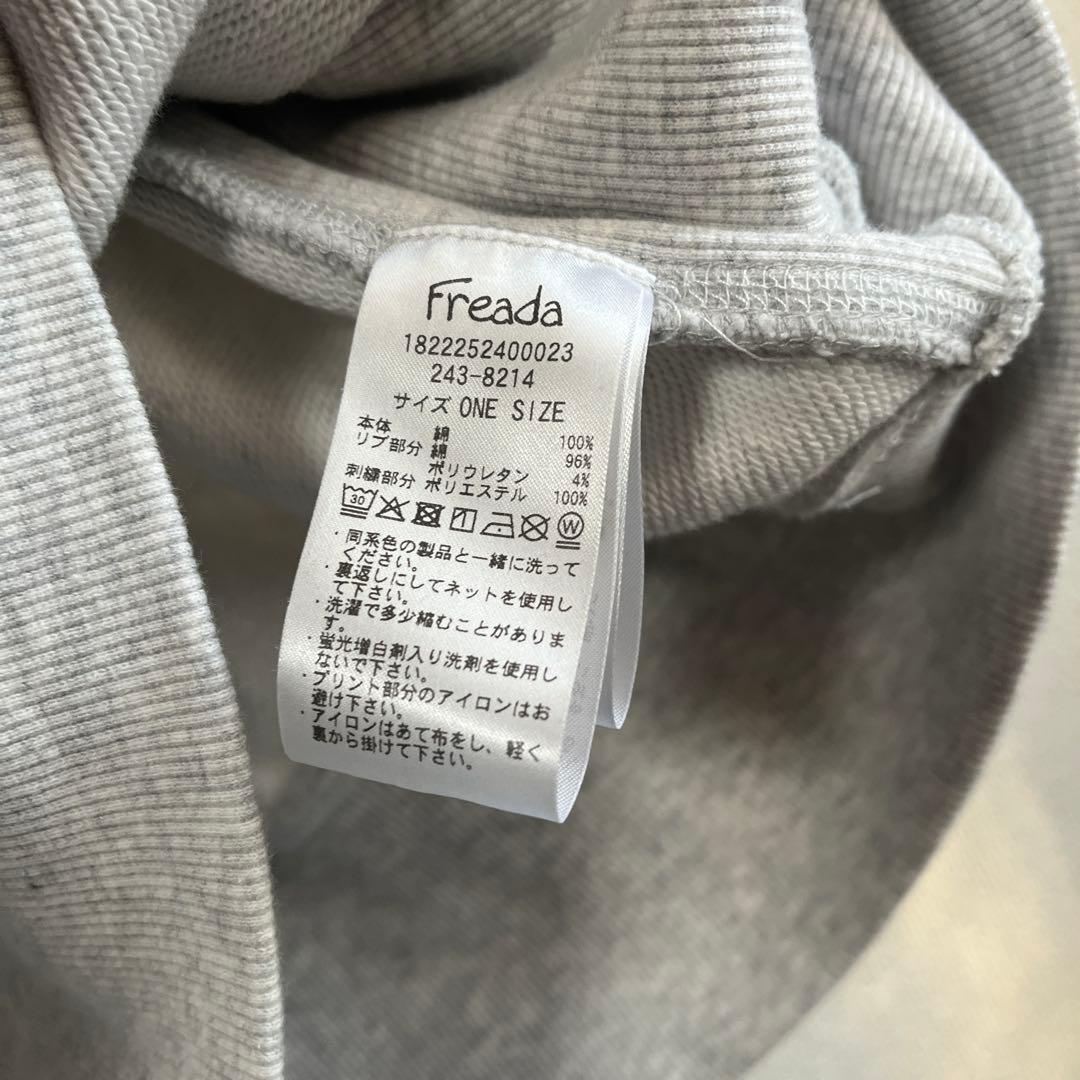 Freada
1822252400023
243-8214
サイズ ONE SIZE
本体 綿 100%
リブ部分 綿 96%
ポリウレタン 4%
刺繍部分 ポリエステル 100%
30 W
・同系色の製品と一緒に洗って
ください。
・裏返しにしてネットを使用し
て下さい。
・洗濯で多少縮むことがありま
す。
・蛍光増白剤入り洗剤を使用し
ないで下さい。
・プリント部分のアイロンはお
避け下さい。
・アイロンはあて布をし、軽く
裏から掛けて下さい。